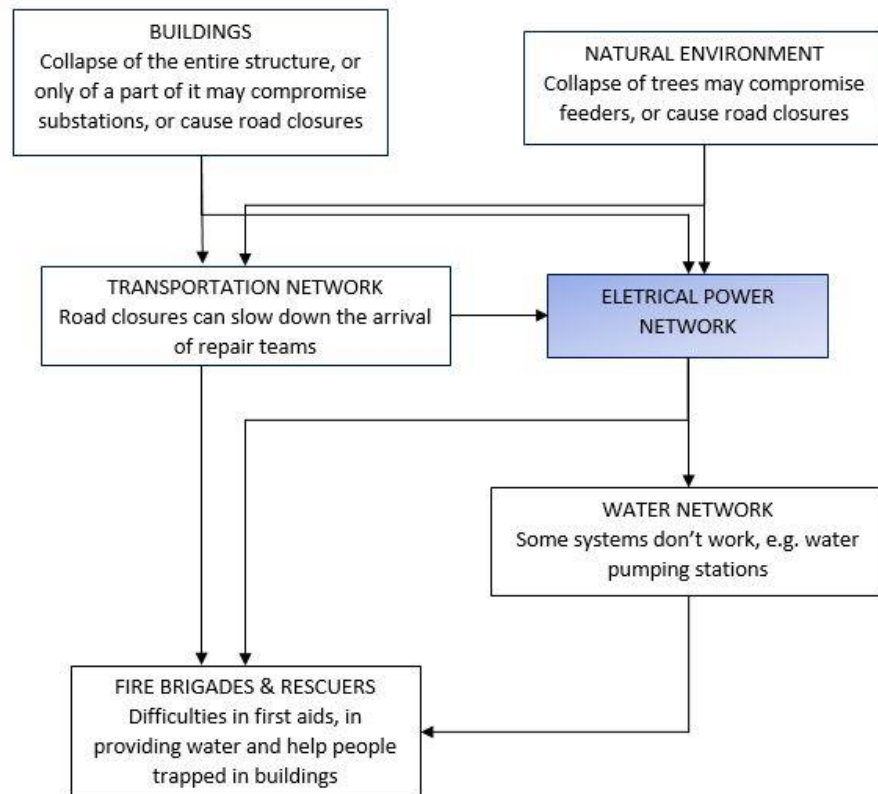 BUILDINGS
Collapse of the entire structure, or
only of a part of it may compromise
substations, or cause road closures
NATURAL ENVIRONMENT
Collapse of trees may compromise
feeders, or cause road closures
TRANSPORTATION NETWORK
Road closures can slow down the arrival
of repair teams
ELETRICAL POWER
NETWORK
WATER NETWORK
Some systems don’t work, e.g. water
pumping stations
FIRE BRIGADES & RESCUERS
Difficulties in first aids, in
providing water and help people
trapped in buildings